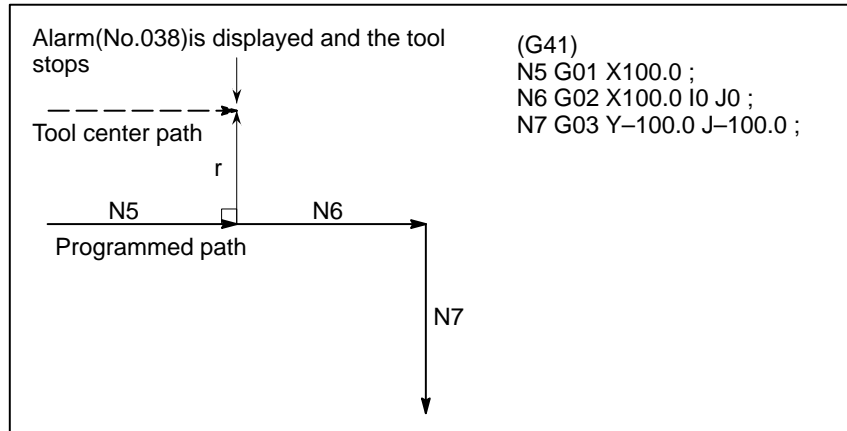 Alarm(No.038)is displayed and the tool
stops
(G41)
N5 G01 X100.0 ;
N6 G02 X100.0 I0 J0 ;
N7 G03 Y–100.0 J–100.0 ;
Tool center path
r
N5
N6
Programmed path
N7